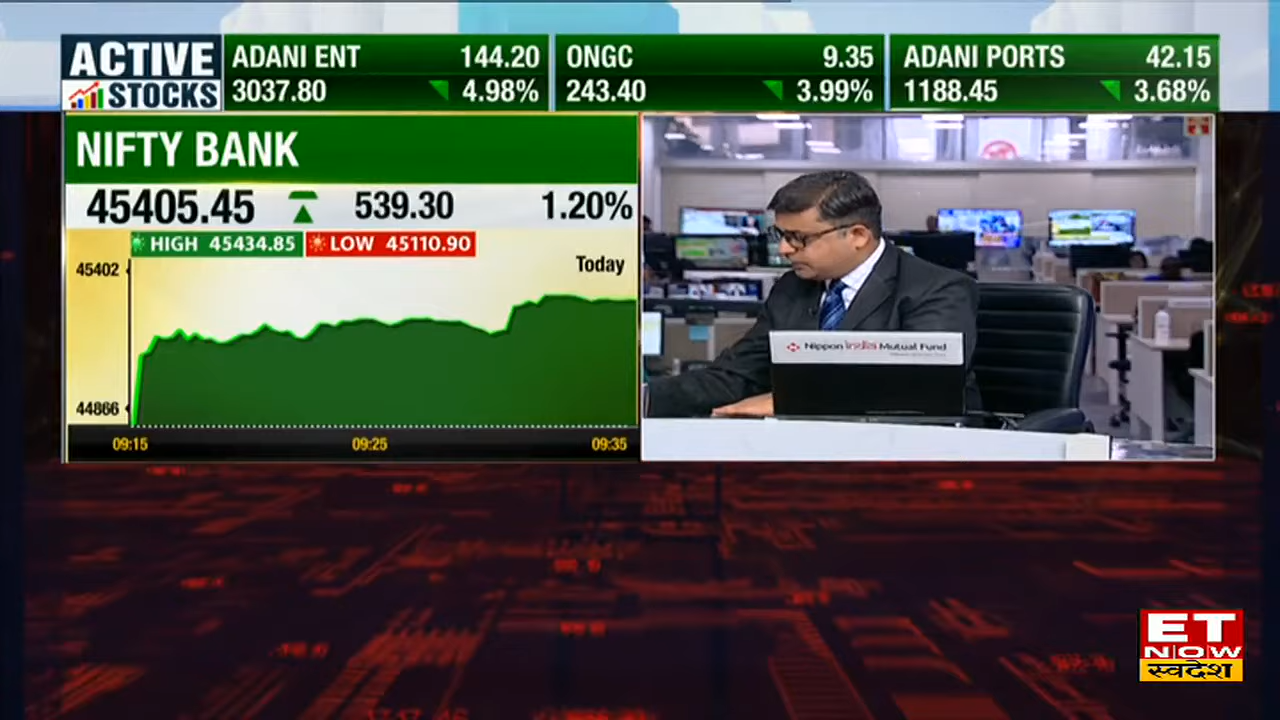 ACTIVE
STOCKS
ADANI ENT 144.20
3037.80 4.98%
ONGC 9.35
243.40 3.99%
ADANI PORTS 42.15
1188.45 3.68%
NIFTY BANK
45405.45 539.30 1.20%
HIGH 45434.85 LOW 45110.90
Today
45402
44866
09:15 09:25 09:35
Nippon india Mutual Fund
ET
NOW
स्वदेश